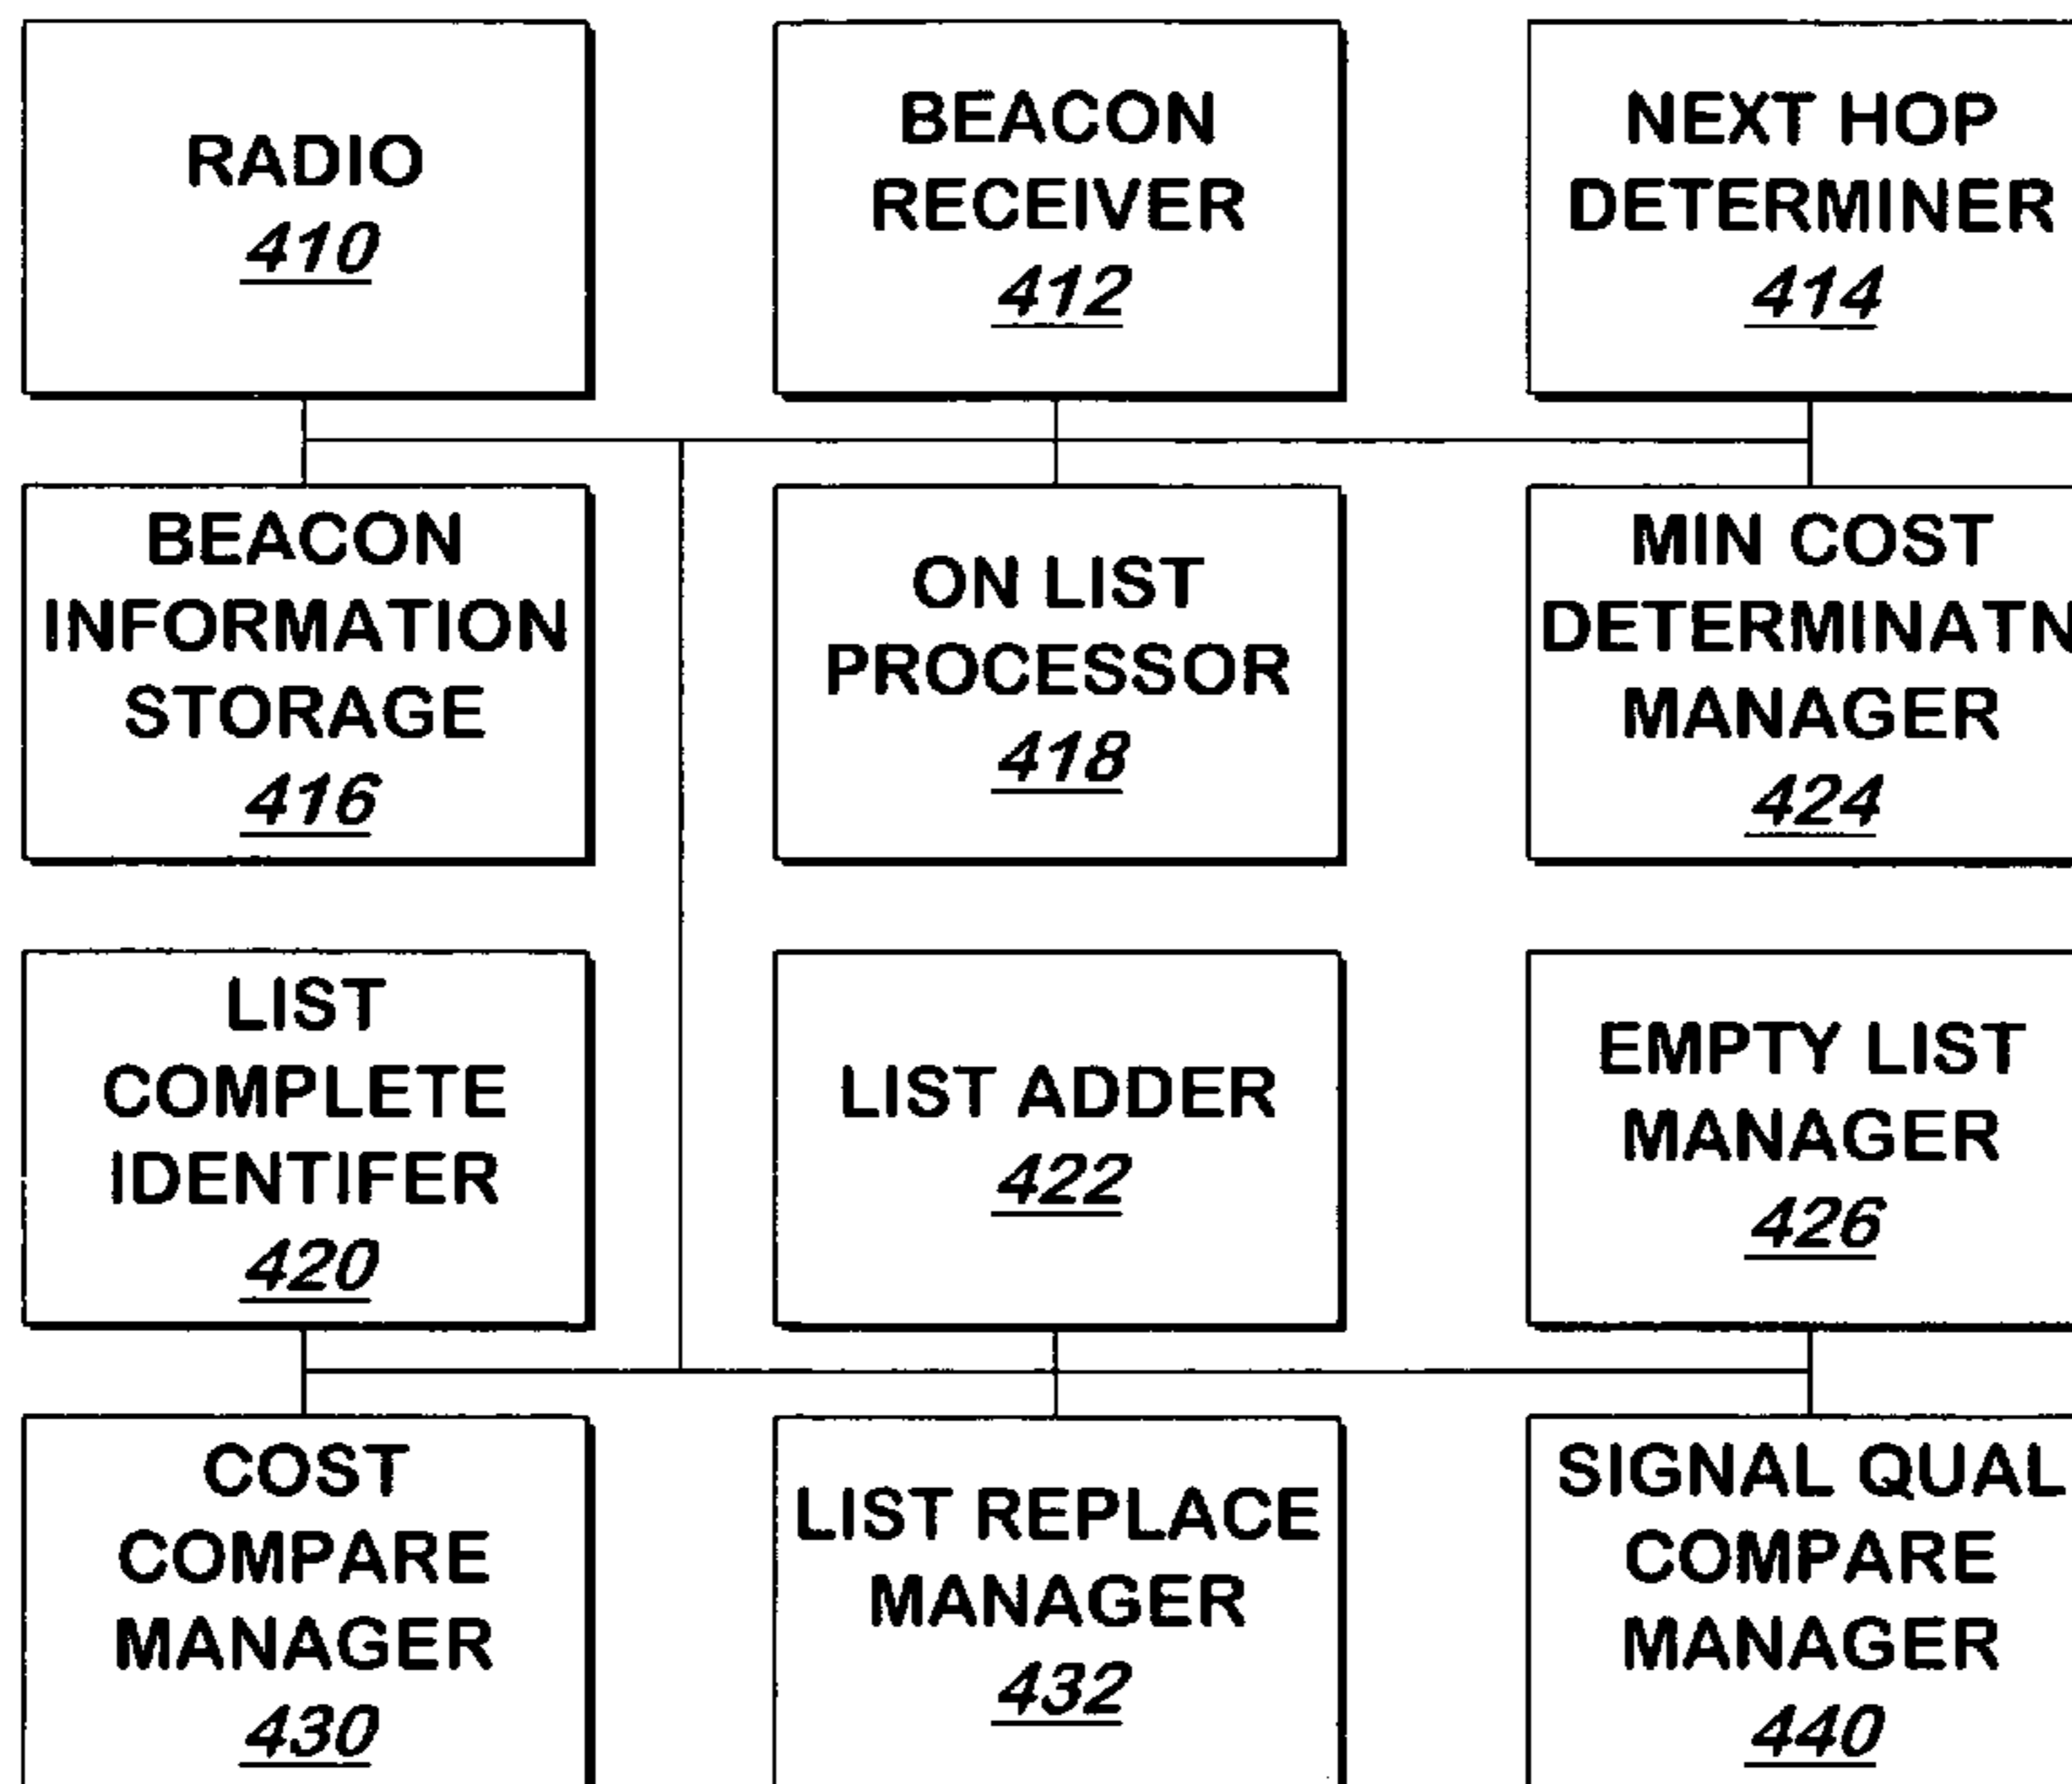 RADIO
410
BEACON
RECEIVER
412
NEXT HOP
DETERMINER
414
BEACON
INFORMATION
STORAGE
416
ON LIST
PROCESSOR
418
MIN COST
DETERMINATN
MANAGER
424
LIST
COMPLETE
IDENTIFER
420
LIST ADDER
422
EMPTY LIST
MANAGER
426
COST
COMPARE
MANAGER
430
LIST REPLACE
MANAGER
432
SIGNAL QUAL
COMPARE
MANAGER
440